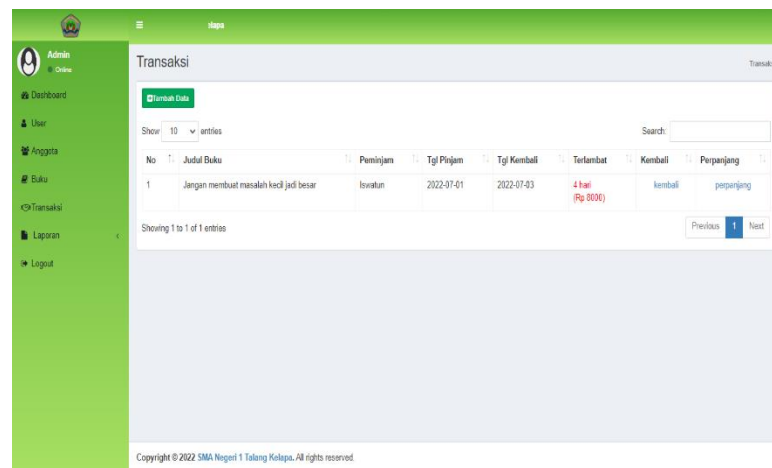 ☰ elapa
Admin
Online
Dashboard
User
Anggota
Buku
Transaksi
Laporan
Logout
Transaksi
Tambah Data
Show 10 entries Search:
No Judul Buku Peminjam Tgl Pinjam Tgl Kembali Terlambat Kembali Perpanjang
1 Jangan membuat masalah kecil jadi besar Iswatun 2022-07-01 2022-07-03 4 hari kembali perpanjang
(Rp 8000)
Showing 1 to 1 of 1 entries Previous 1 Next
Copyright © 2022 SMA Negeri 1 Talang Kelapa. All rights reserved